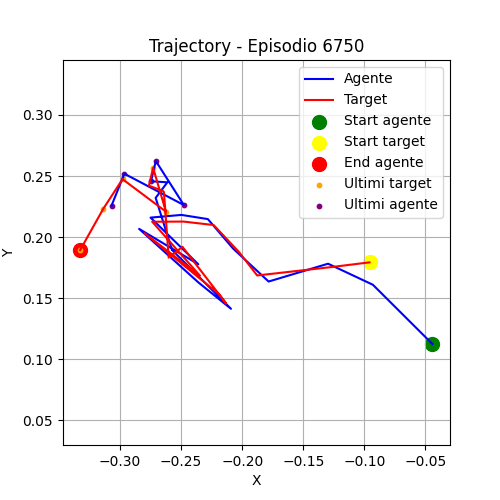 Trajectory - Episodio 6750
Agente
Target
Start agente
Start target
End agente
Ultimi target
Ultimi agente
Y
0.30
0.25
0.20
0.15
0.10
0.05
−0.30
−0.25
−0.20
−0.15
−0.10
−0.05
X